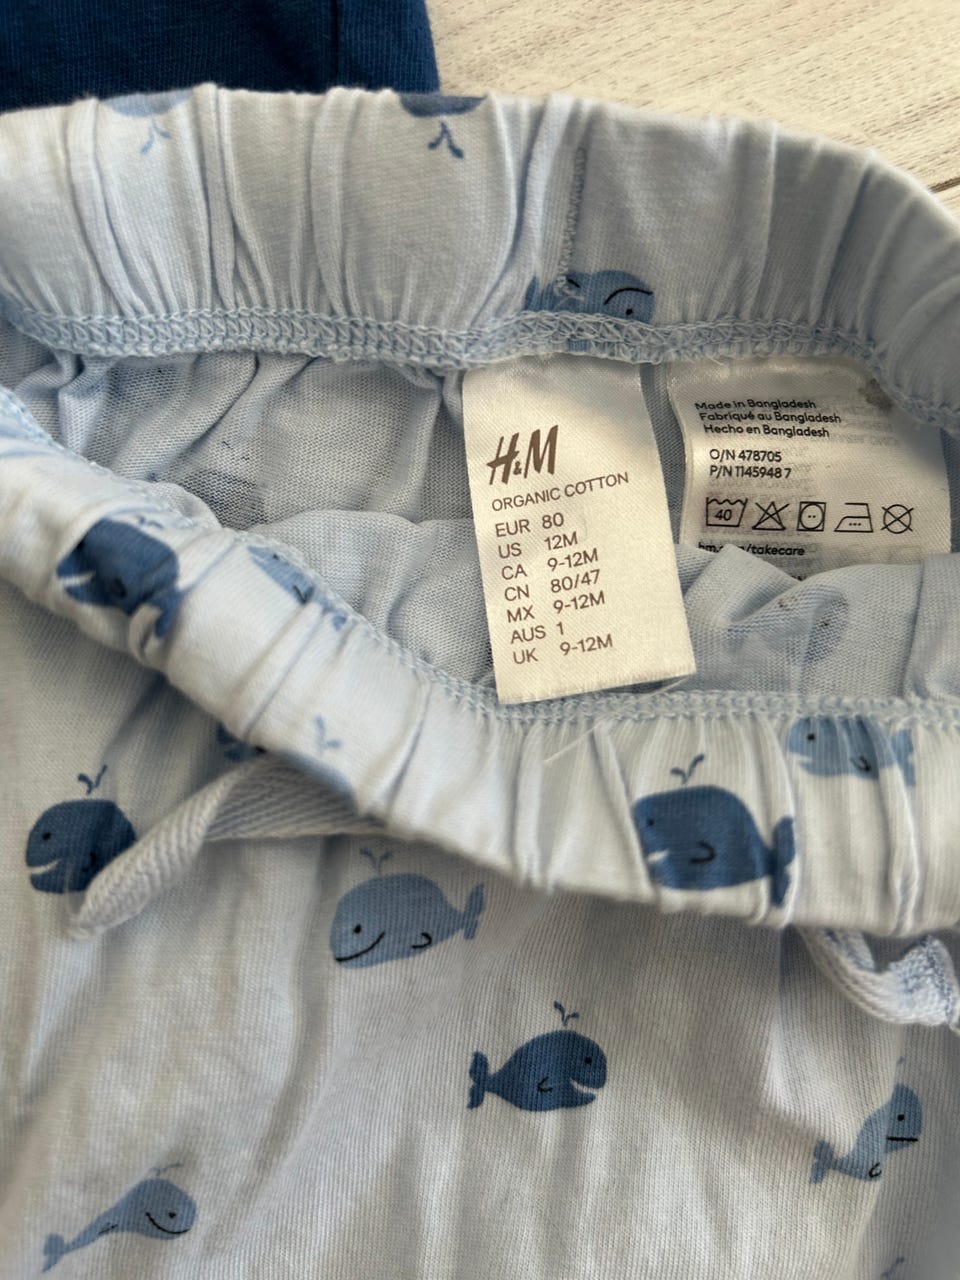 H&M
ORGANIC COTTON
EUR 80
US 12M
CA 9-12M
CN 80/47
MX 9-12M
AUS 1
UK 9-12M
Made in Bangladesh
Fabriqué au Bangladesh
Hecho en Bangladesh
O/N 478705
P/N 1145948 7
40
/takecare